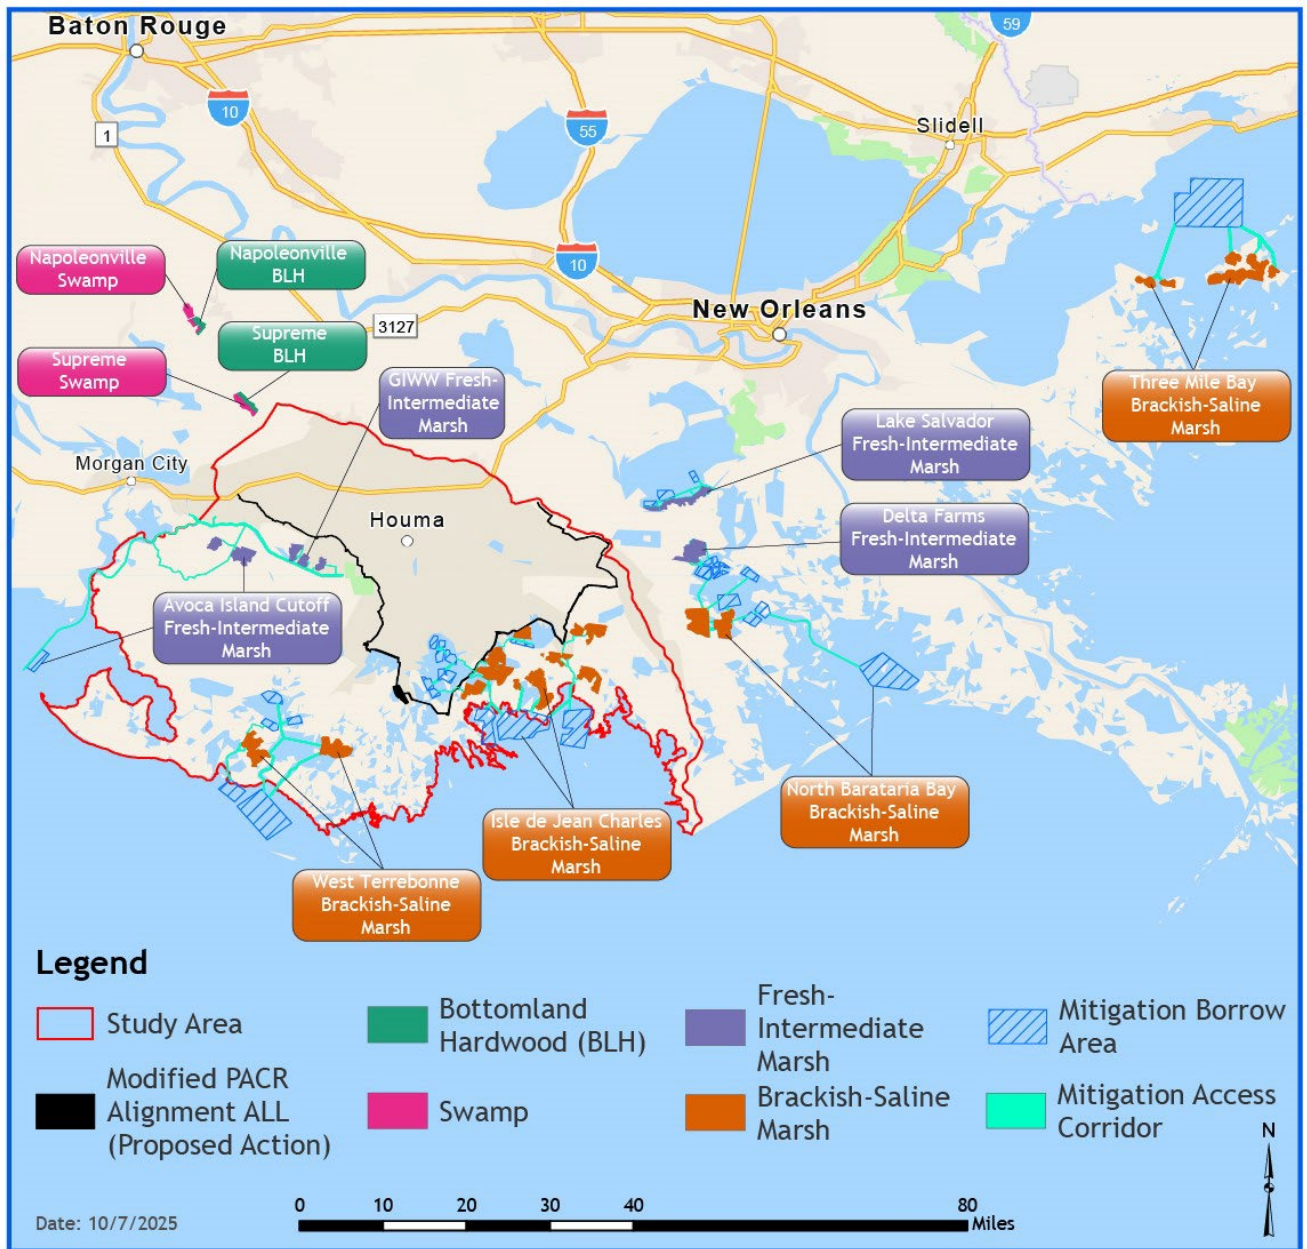 Baton Rouge
59
10
55
1
Slidell
Napoleonville
Swamp
Napoleonville
BLH
10
New Orleans
3127
Supreme
BLH
Supreme
Swamp
GIWW Fresh-
Intermediate
Marsh
Three Mile Bay
Brackish-Saline
Marsh
Lake Salvador
Fresh-Intermediate
Marsh
Morgan City
Houma
Delta Farms
Fresh-Intermediate
Marsh
Avoca Island Cutoff
Fresh-Intermediate
Marsh
North Barataria Bay
Brackish-Saline
Marsh
Isle de Jean Charles
Brackish-Saline
Marsh
West Terrebonne
Brackish-Saline
Marsh
Legend
Study Area
Modified PACR
Alignment ALL
(Proposed Action)
Bottomland
Hardwood (BLH)
Swamp
Fresh-
Intermediate
Marsh
Brackish-Saline
Marsh
Mitigation Borrow
Area
Mitigation Access
Corridor
N
0 10 20 30 40 80
Miles
Date: 10/7/2025